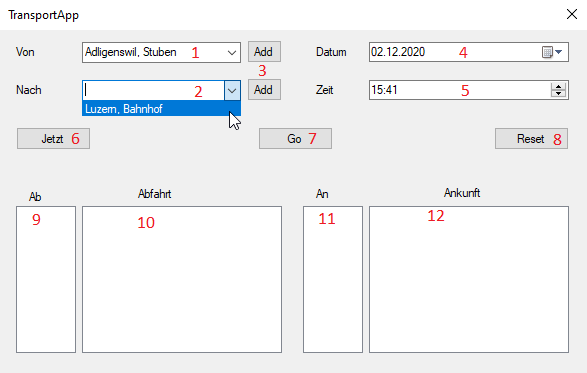 TransportApp
Von Adligenswil, Stuben 1 Add Datum 02.12.2020 4
3
Nach 2 Add Zeit 15:41 5
Luzern, Bahnhof
Jetzt 6 Go 7 Reset 8
Ab Abfahrt An Ankunft
9 10 11 12